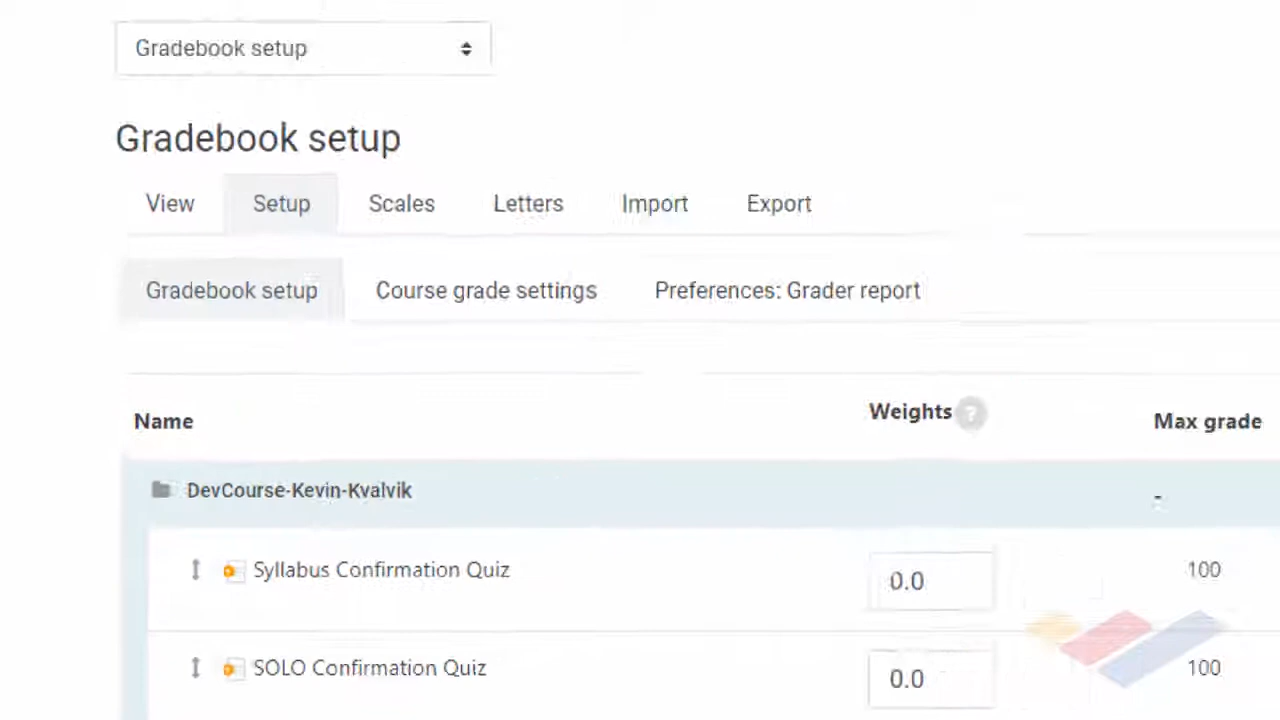 Gradebook setup
Gradebook setup
View Setup Scales Letters Import Export
Gradebook setup Course grade settings Preferences: Grader report
Name Weights ? Max grade
DevCourse-Kevin-Kvalvik -
Syllabus Confirmation Quiz 0.0 100
SOLO Confirmation Quiz 0.0 100